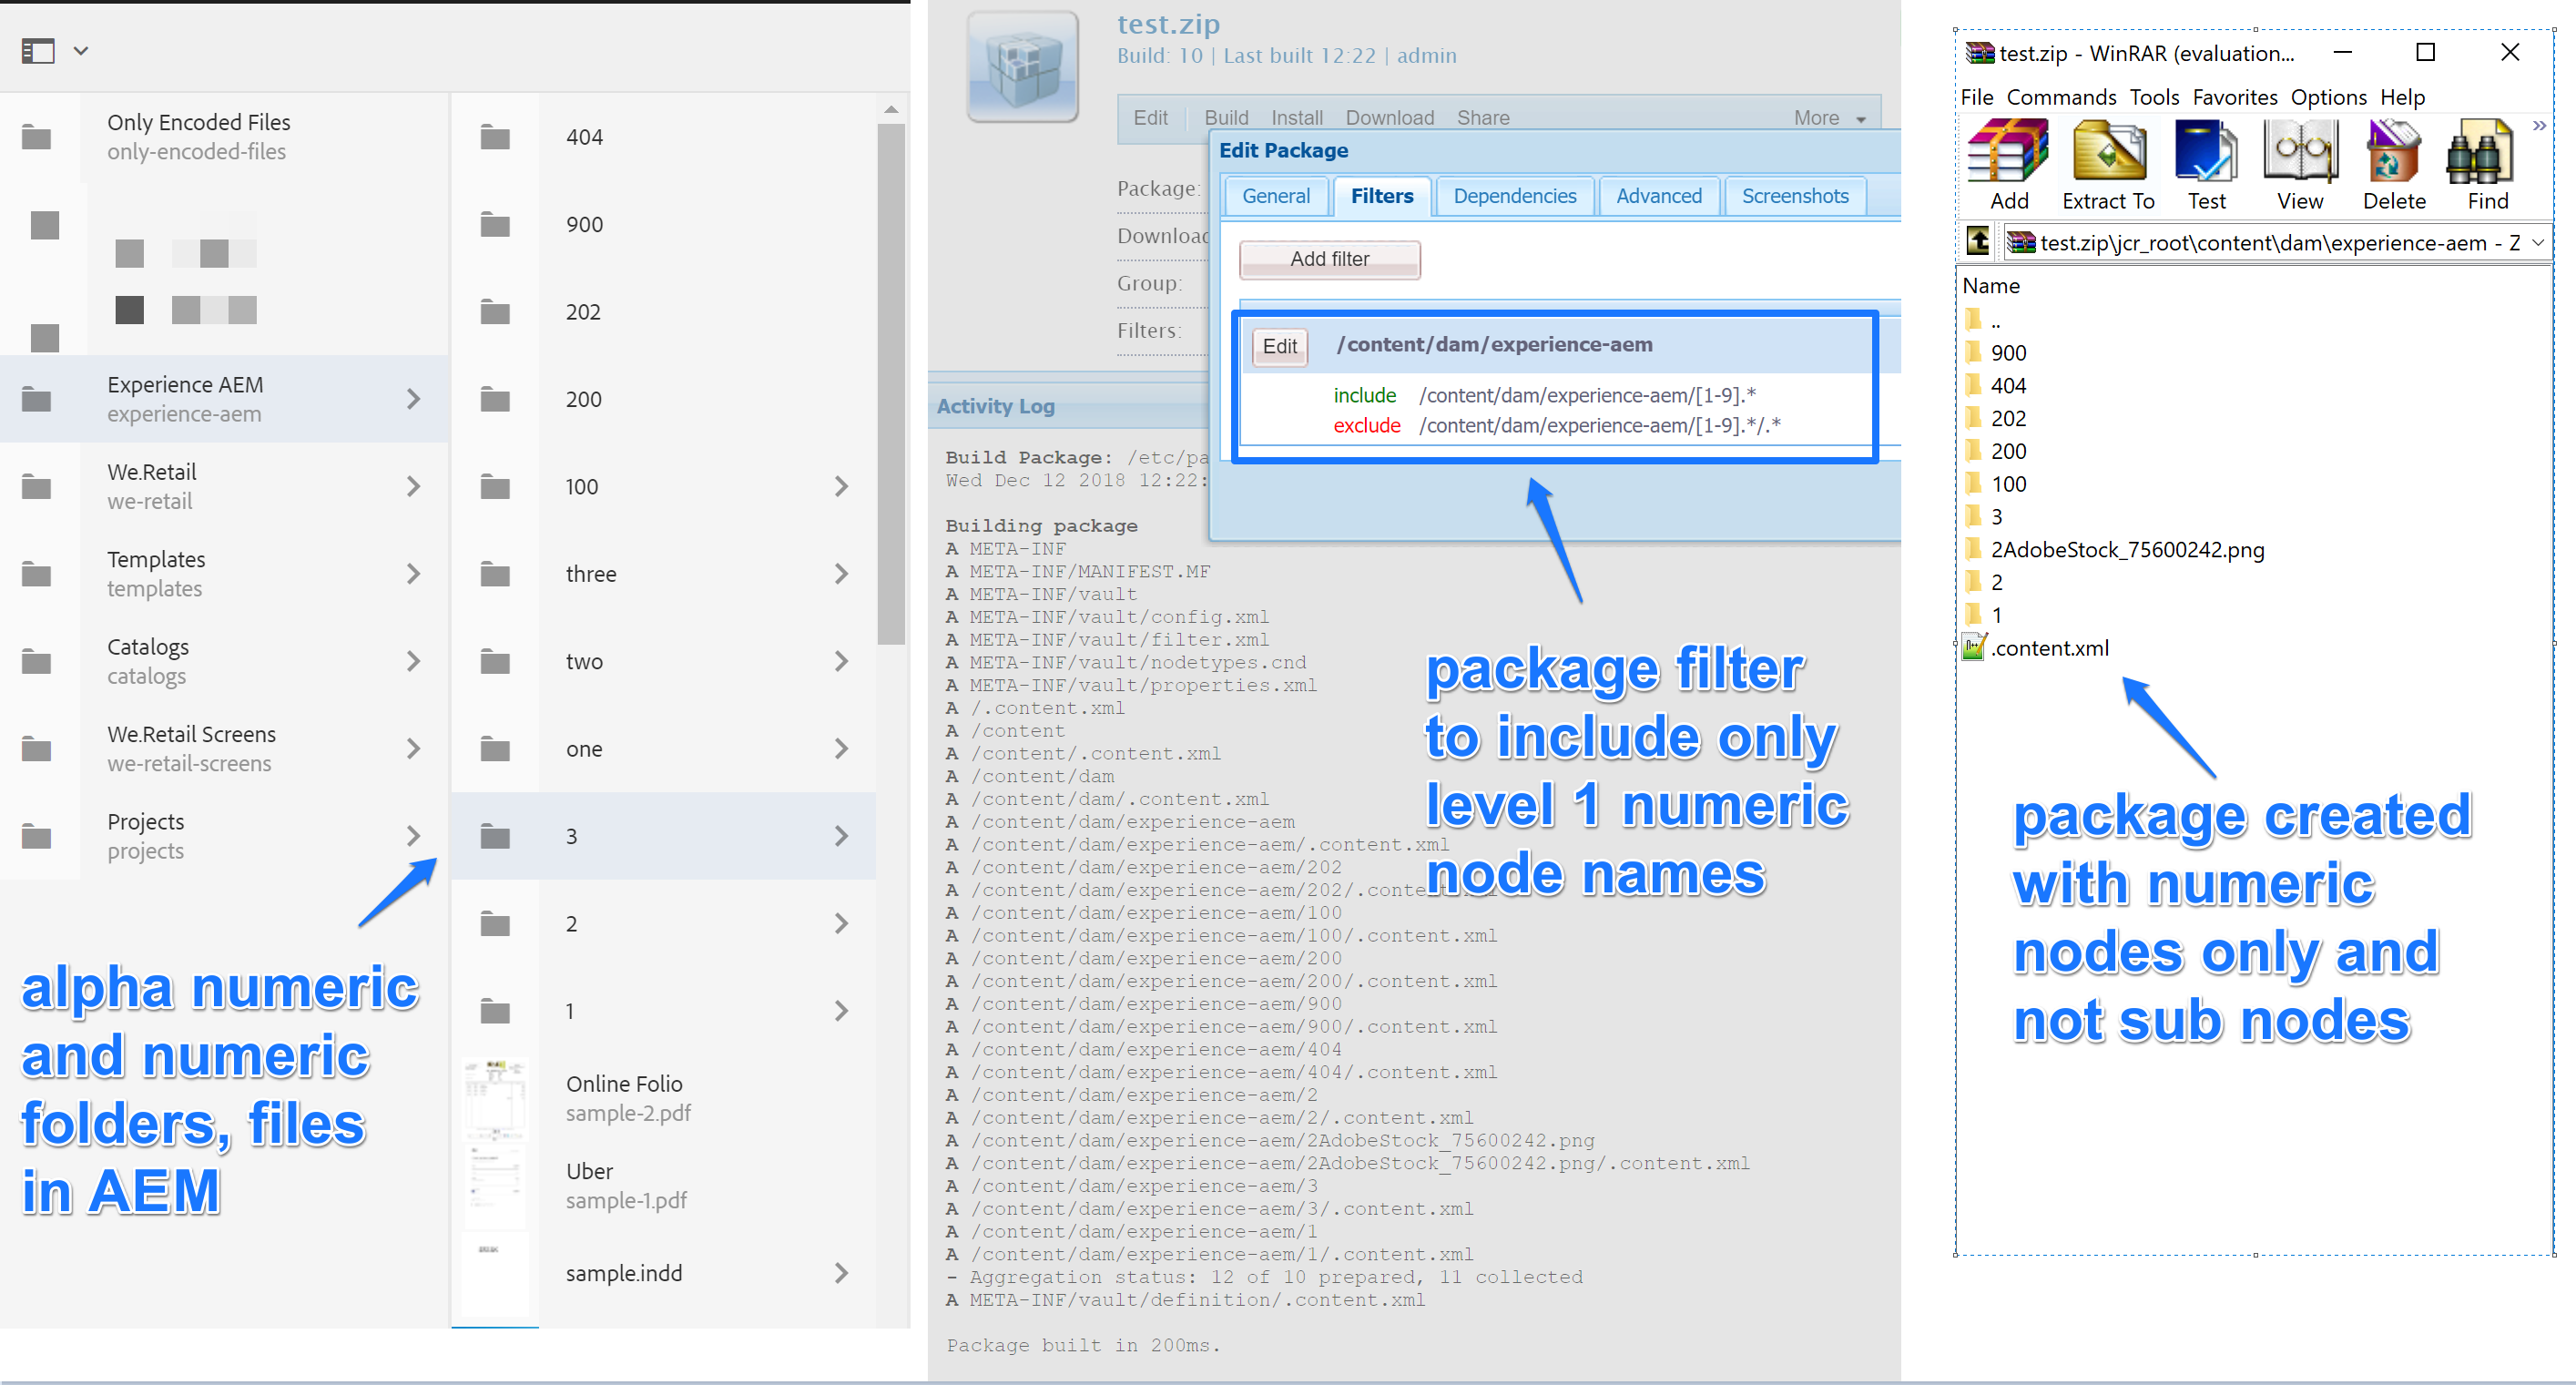 Only Encoded Files
only-encoded-files
Experience AEM
experience-aem
We.Retail
we-retail
Templates
templates
Catalogs
catalogs
We.Retail Screens
we-retail-screens
Projects
projects
alpha numeric
and numeric
folders, files
in AEM
404
900
202
200
100
three
two
one
3
2
1
Online Folio
sample-2.pdf
Uber
sample-1.pdf
sample.indd
test.zip
Build: 10 | Last built 12:22 | admin
Edit Build Install Download Share More
Package:
Download
Group:
Filters:
Edit Package
General Filters Dependencies Advanced Screenshots
Add filter
Edit /content/dam/experience-aem
include /content/dam/experience-aem/[1-9].*
exclude /content/dam/experience-aem/[1-9].*/.*
Activity Log
Build Package: /etc/pa
Wed Dec 12 2018 12:22:
Building package
A META-INF
A META-INF/MANIFEST.MF
A META-INF/vault
A META-INF/vault/config.xml
A META-INF/vault/filter.xml
A META-INF/vault/nodetypes.cnd
A META-INF/vault/properties.xml
A /.content.xml
A /content
A /content/.content.xml
A /content/dam
A /content/dam/.content.xml
A /content/dam/experience-aem
A /content/dam/experience-aem/.content.xml
A /content/dam/experience-aem/202
A /content/dam/experience-aem/202/.content.xml
A /content/dam/experience-aem/100
A /content/dam/experience-aem/100/.content.xml
A /content/dam/experience-aem/200
A /content/dam/experience-aem/200/.content.xml
A /content/dam/experience-aem/900
A /content/dam/experience-aem/900/.content.xml
A /content/dam/experience-aem/404
A /content/dam/experience-aem/404/.content.xml
A /content/dam/experience-aem/2
A /content/dam/experience-aem/2/.content.xml
A /content/dam/experience-aem/2AdobeStock_75600242.png
A /content/dam/experience-aem/2AdobeStock_75600242.png/.content.xml
A /content/dam/experience-aem/3
A /content/dam/experience-aem/3/.content.xml
A /content/dam/experience-aem/1
A /content/dam/experience-aem/1/.content.xml
- Aggregation status: 12 of 10 prepared, 11 collected
A META-INF/vault/definition/.content.xml
Package built in 200ms.
package filter
to include only
level 1 numeric
node names
test.zip - WinRAR (evaluation...
File Commands Tools Favorites Options Help
Add Extract To Test View Delete Find
test.zip\jcr_root\content\dam\experience-aem - Z
Name
..
900
404
202
200
100
3
2AdobeStock_75600242.png
2
1
.content.xml
package created
with numeric
nodes only and
not sub nodes